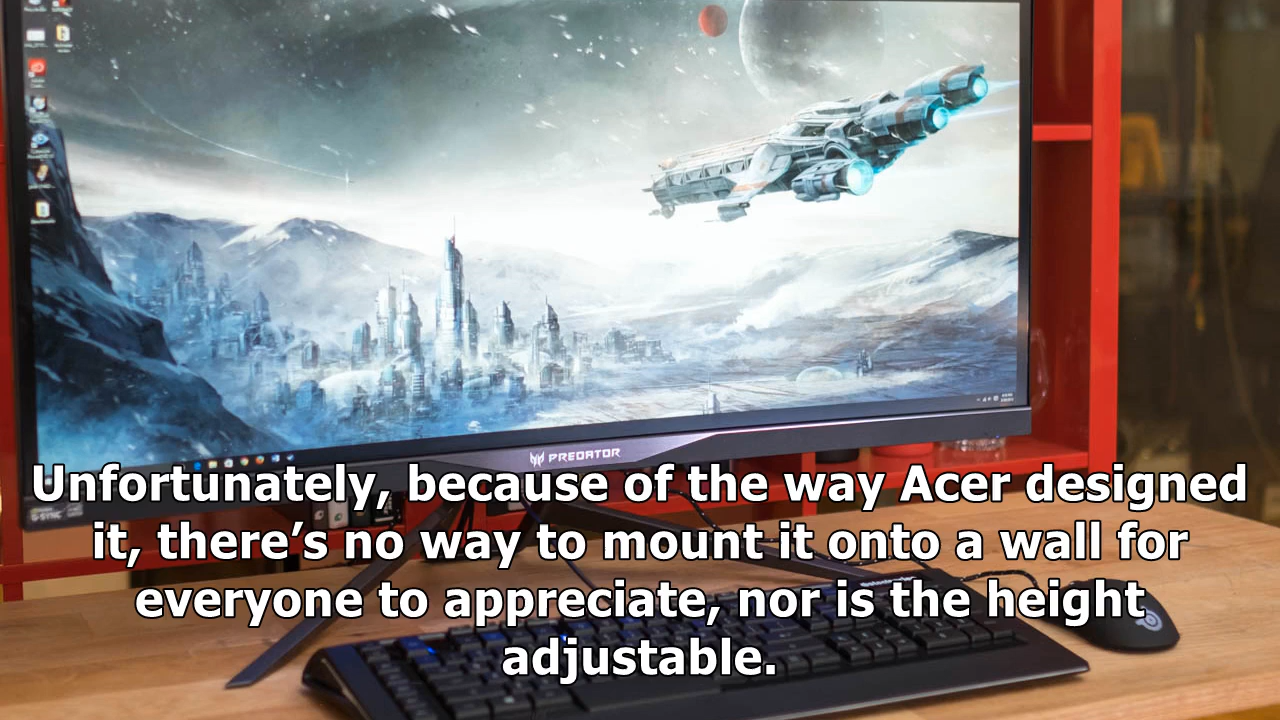 PREDATOR
Unfortunately, because of the way Acer designed
it, there’s no way to mount it onto a wall for
everyone to appreciate, nor is the height
adjustable.
G-SYNC